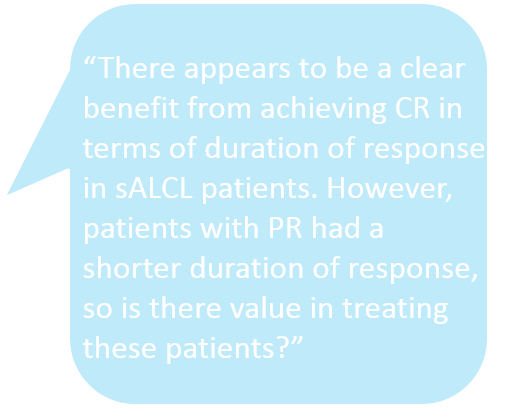 “There appears to be a clear
benefit from achieving CR in
terms of duration of response
in sALCL patients. However,
patients with PR had a
shorter duration of response,
so is there value in treating
these patients?”